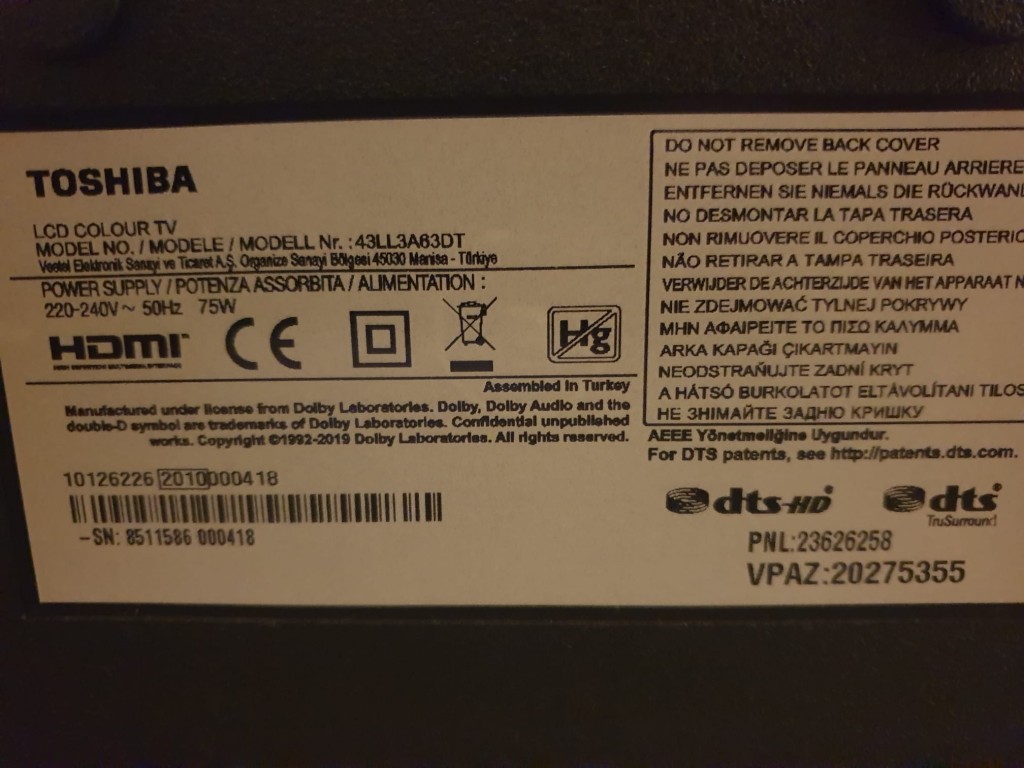 TOSHIBA
LCD COLOUR TV
MODEL NO. / MODELE / MODELL Nr. : 43LL3A63DT
Vestel Elektronik Sanayi ve Ticaret A.Ş. Organize Sanayi Bölgesi 45030 Manisa - Türkiye
POWER SUPPLY / POTENZA ASSORBITA / ALIMENTATION :
220-240V ~ 50Hz 75W
HDMI
HIGH DEFINITION MULTIMEDIA INTERFACE
CE
Hg
Assembled in Turkey
Manufactured under license from Dolby Laboratories. Dolby, Dolby Audio and the
double-D symbol are trademarks of Dolby Laboratories. Confidential unpublished
works. Copyright ©1992-2019 Dolby Laboratories. All rights reserved.
10126226 2010000418
-SN: 8511586 000418
DO NOT REMOVE BACK COVER
NE PAS DEPOSER LE PANNEAU ARRIERE
ENTFERNEN SIE NIEMALS DIE RÜCKWAND
NO DESMONTAR LA TAPA TRASERA
NON RIMUOVERE IL COPERCHIO POSTERIO
NÃO RETIRAR A TAMPA TRASEIRA
VERWIJDER DE ACHTERZIJDE VAN HET APPARAAT N
NIE ZDEJMOWAĆ TYLNEJ POKRYWY
ΜΗΝ ΑΦΑΙΡΕΙΤΕ ΤΟ ΠΙΣΩ ΚΑΛΥΜΜΑ
ARKA KAPAĞI ÇIKARTMAYIN
NEODSTRAŇUJTE ZADNÍ KRYT
A HÁTSÓ BURKOLATOT ELTÁVOLÍTANI TILOS
НЕ ЗНІМАЙТЕ ЗАДНЮ КРИШКУ
AEEE Yönetmeliğine Uygundur.
For DTS patents, see http://patents.dts.com.
dts-HD®
dts®
TruSurround
PNL:23626258
VPAZ:20275355